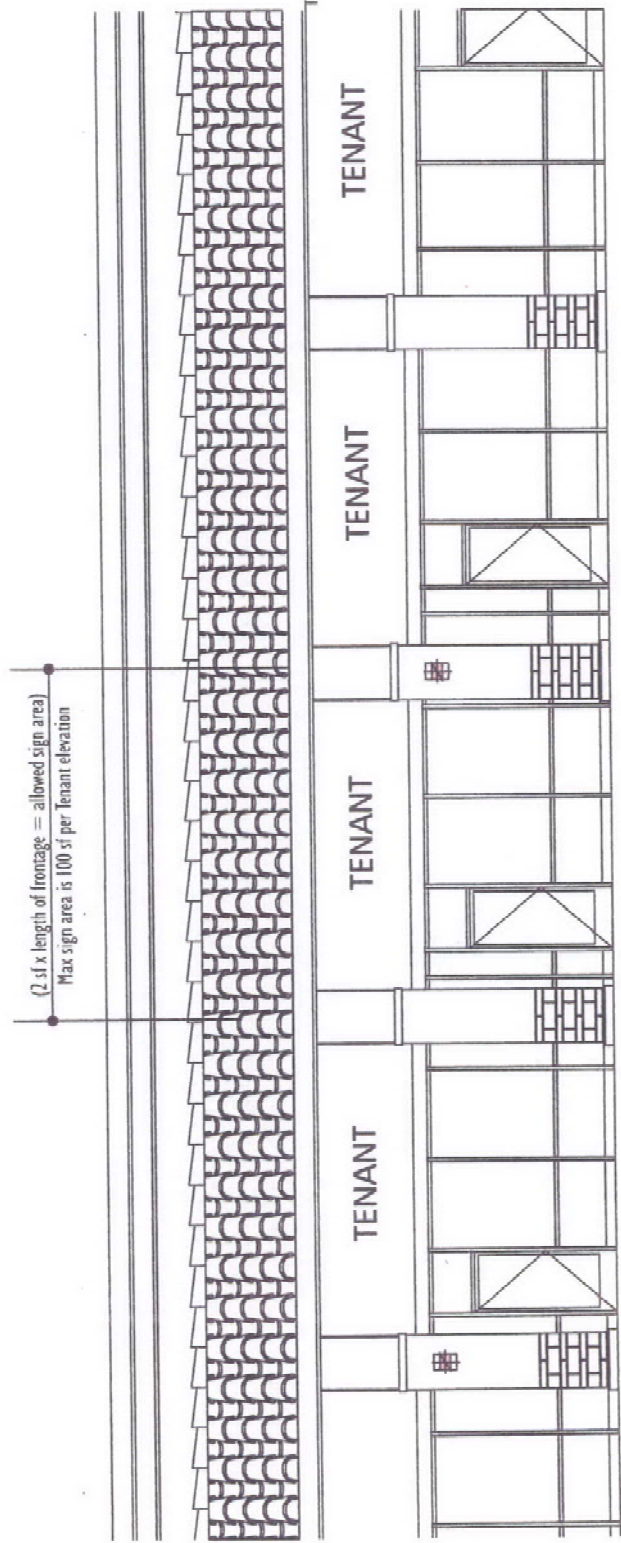 (2 sf x length of frontage = allowed sign area)
Max sign area is 100 sf per Tenant elevation
TENANT
TENANT
TENANT
TENANT